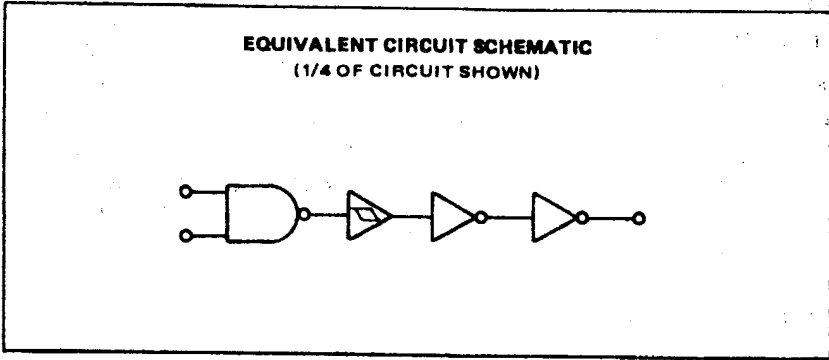 EQUIVALENT CIRCUIT SCHEMATIC
(1/4 OF CIRCUIT SHOWN)